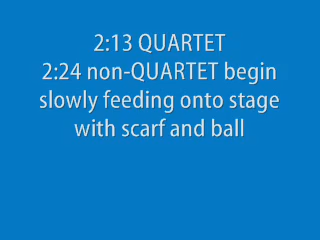 2:13 QUARTET
2:24 non-QUARTET begin
slowly feeding onto stage
with scarf and ball